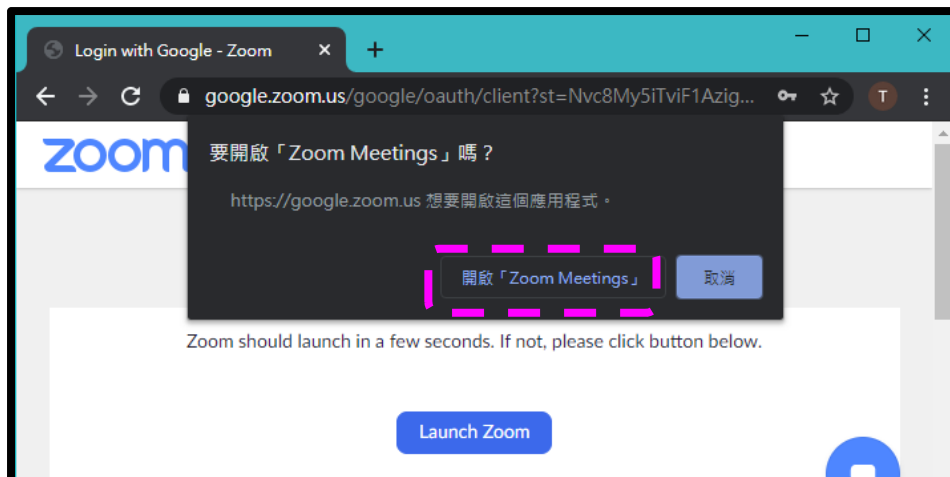 Login with Google - Zoom
google.zoom.us/google/oauth/client?st=Nvc8My5iTviF1Azig...
T
zoom
要開啟「Zoom Meetings」嗎？
https://google.zoom.us 想要開啟這個應用程式。
開啟「Zoom Meetings」
取消
Zoom should launch in a few seconds. If not, please click button below.
Launch Zoom